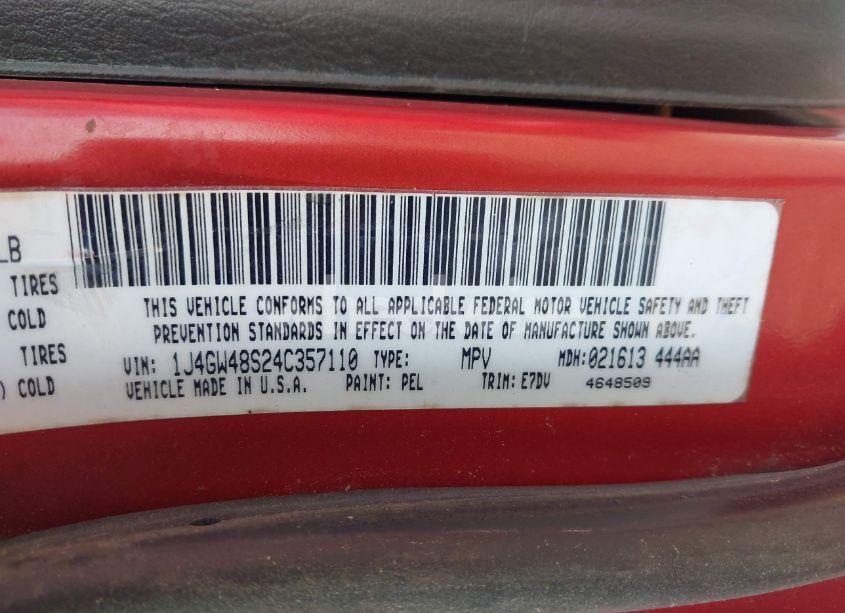 LB
TIRES
COLD
TIRES
) COLD
THIS VEHICLE CONFORMS TO ALL APPLICABLE FEDERAL MOTOR VEHICLE SAFETY AND THEFT
PREVENTION STANDARDS IN EFFECT ON THE DATE OF MANUFACTURE SHOWN ABOVE.
VIN: 1J4GW48S24C357110 TYPE: MPV MDH:021613 444AA
VEHICLE MADE IN U.S.A. PAINT: PEL TRIM: E7DV 4648509